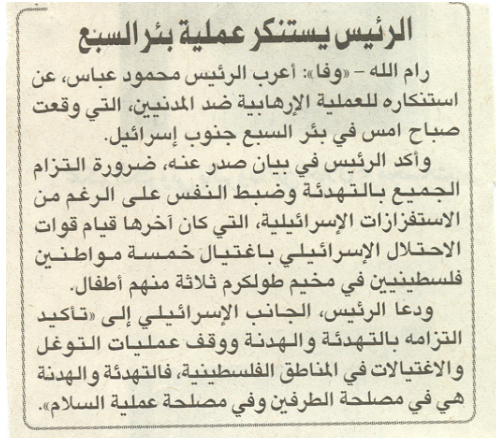 الرئيس يستنكر عملية بئر السبع
رام الله – «وفا»: أعرب الرئيس محمود عباس، عن
استنكاره للعملية الإرهابية ضد المدنيين، التي وقعت
صباح امس في بئر السبع جنوب إسرائيل.
وأكد الرئيس في بيان صدر عنه، ضرورة التزام
الجميع بالتهدئة وضبط النفس على الرغم من
الاستفزازات الإسرائيلية، التي كان آخرها قيام قوات
الاحتلال الإسرائيلي باغتيال خمسة مواطنين
فلسطينيين في مخيم طولكرم ثلاثة منهم أطفال.
ودعا الرئيس، الجانب الإسرائيلي إلى «تأكيد
التزامه بالتهدئة والهدنة ووقف عمليات التوغل
والاغتيالات في المناطق الفلسطينية، فالتهدئة والهدنة
هي في مصلحة الطرفين وفي مصلحة عملية السلام».